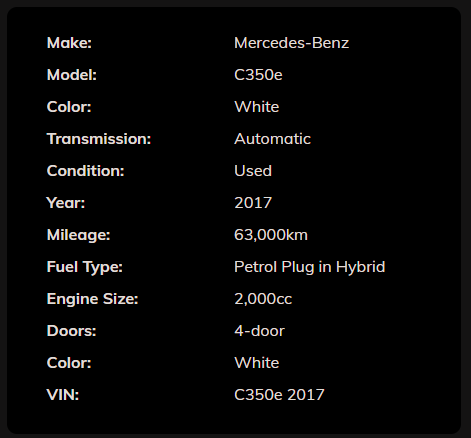 Make: Mercedes-Benz
Model: C350e
Color: White
Transmission: Automatic
Condition: Used
Year: 2017
Mileage: 63,000km
Fuel Type: Petrol Plug in Hybrid
Engine Size: 2,000cc
Doors: 4-door
Color: White
VIN: C350e 2017